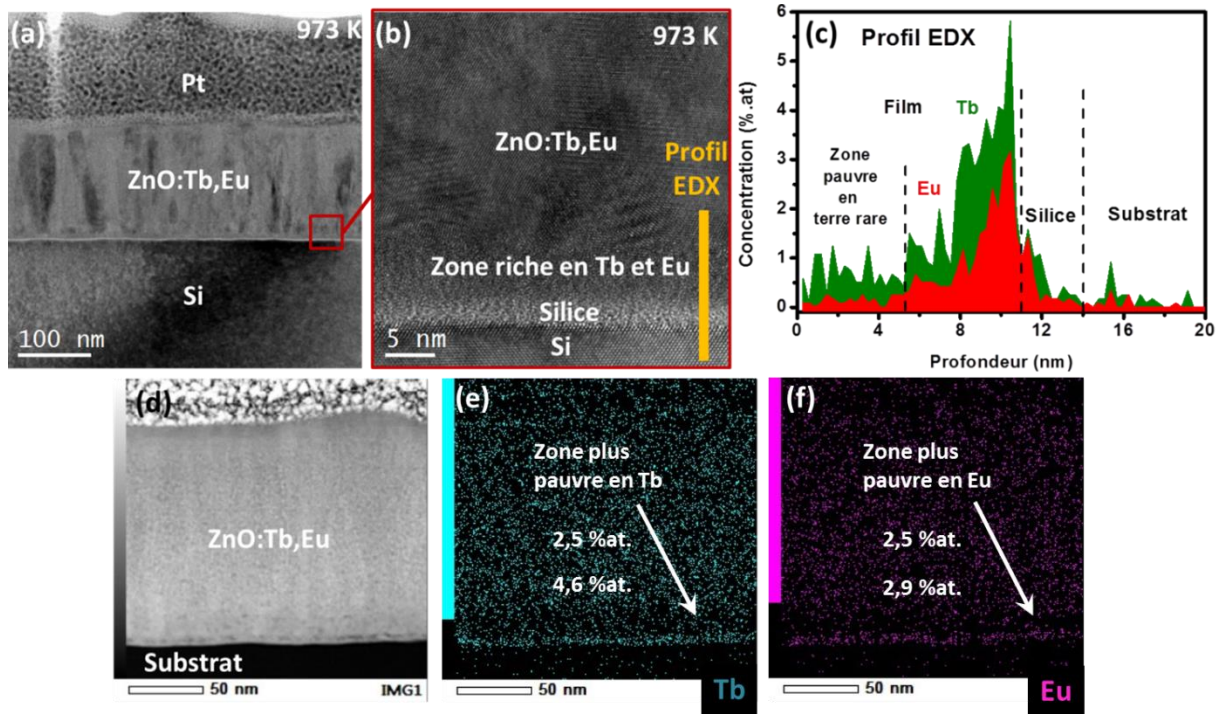 (a)
973 K
Pt
ZnO:Tb,Eu
Si
100 nm
(b)
973 K
ZnO:Tb,Eu
Profil
EDX
Zone riche en Tb et Eu
Silice
5 nm
Si
(c)
Profil EDX
Concentration (%.at)
6
5
4
3
2
1
0
Film
Tb
Zone
pauvre
en
terre rare
Eu
Silice
Substrat
0 4 8 12 16 20
Profondeur (nm)
(d)
ZnO:Tb,Eu
Substrat
50 nm
IMG1
(e)
Zone plus
pauvre en Tb
2,5 %at.
4,6 %at.
50 nm
Tb
(f)
Zone plus
pauvre en Eu
2,5 %at.
2,9 %at.
50 nm
Eu